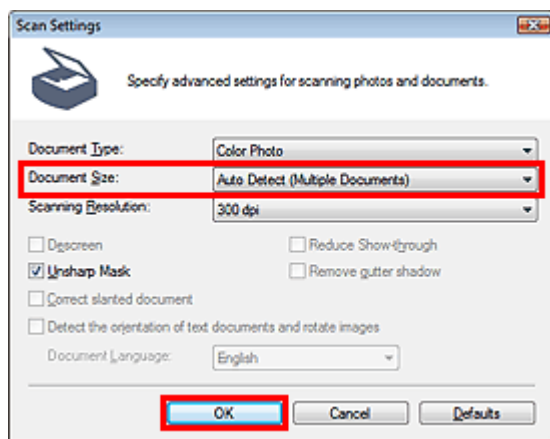 Scan Settings
Specify advanced settings for scanning photos and documents.
Document Type: Color Photo
Document Size: Auto Detect (Multiple Documents)
Scanning Resolution: 300 dpi
Descreen Reduce Show-through
Unsharp Mask Remove gutter shadow
Correct slanted document
Detect the orientation of text documents and rotate images
Document Language: English
OK Cancel Defaults